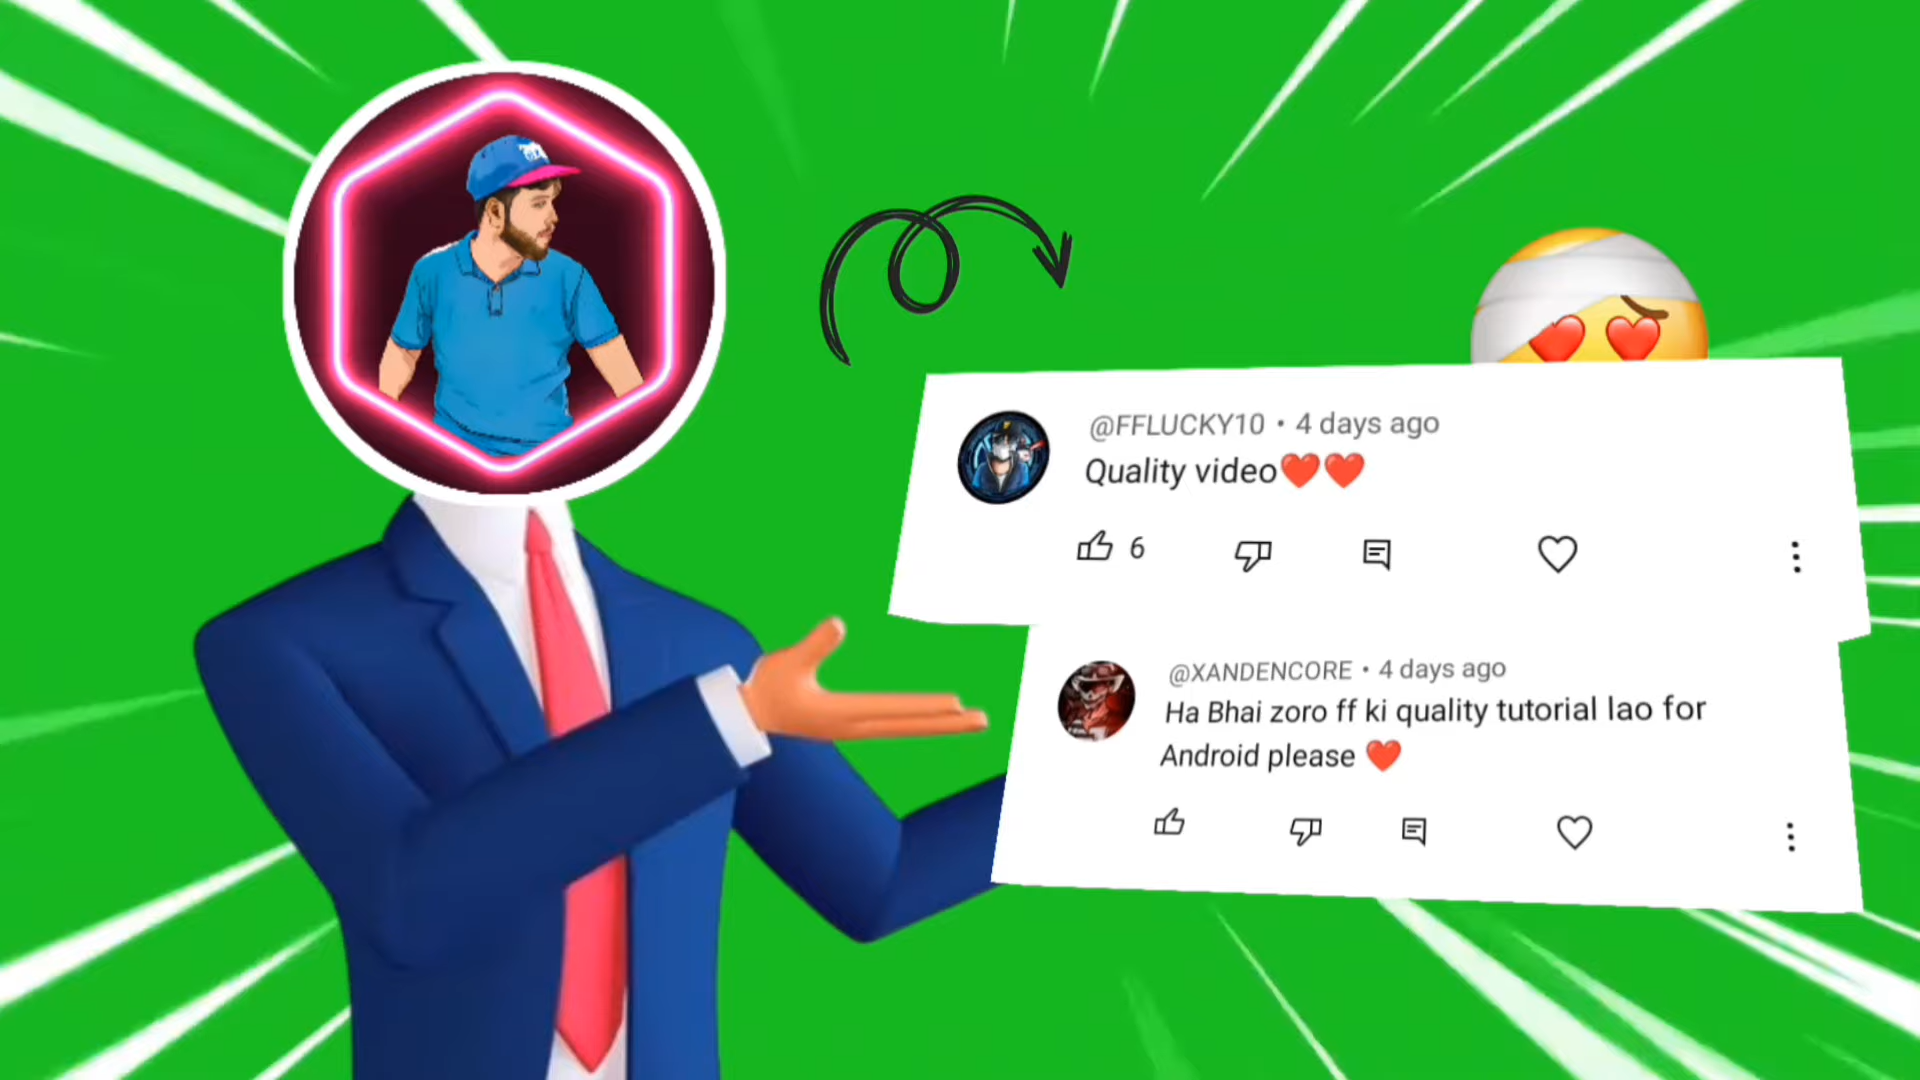 @FFLUCKY10 • 4 days ago
Quality video❤️❤️
6
@XANDENCORE • 4 days ago
Ha Bhai zoro ff ki quality tutorial lao for
Android please ❤️